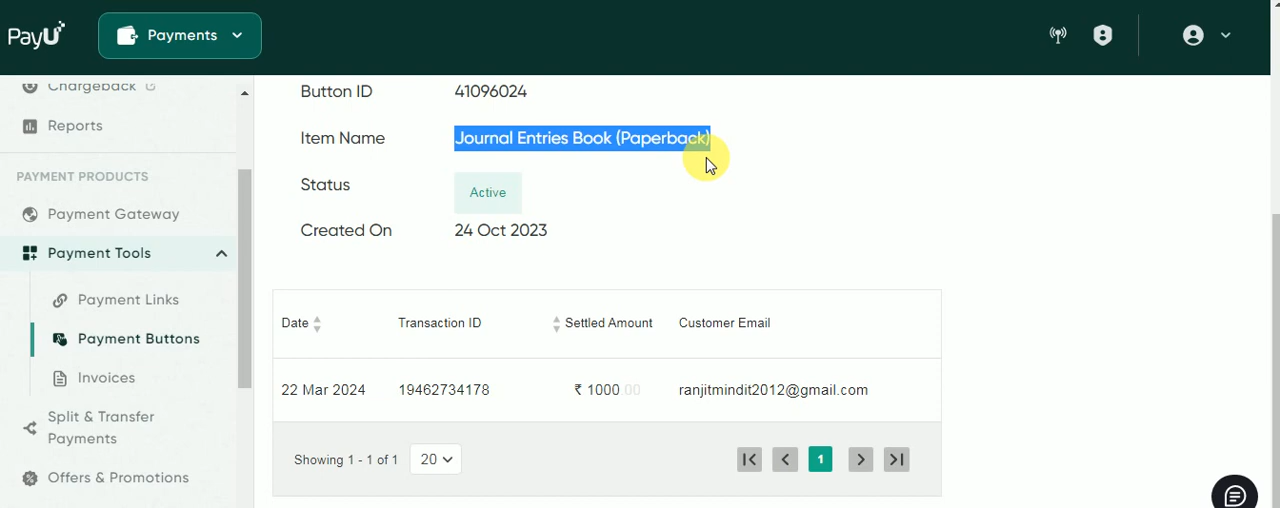 PayU
Payments
Chargeback
Reports
PAYMENT PRODUCTS
Payment Gateway
Payment Tools
Payment Links
Payment Buttons
Invoices
Split & Transfer
Payments
Offers & Promotions
Button ID 41096024
Item Name Journal Entries Book (Paperback)
Status Active
Created On 24 Oct 2023
Date Transaction ID Settled Amount Customer Email
22 Mar 2024 19462734178 ₹ 1000.00 ranjitmindit2012@gmail.com
Showing 1 - 1 of 1 20 1